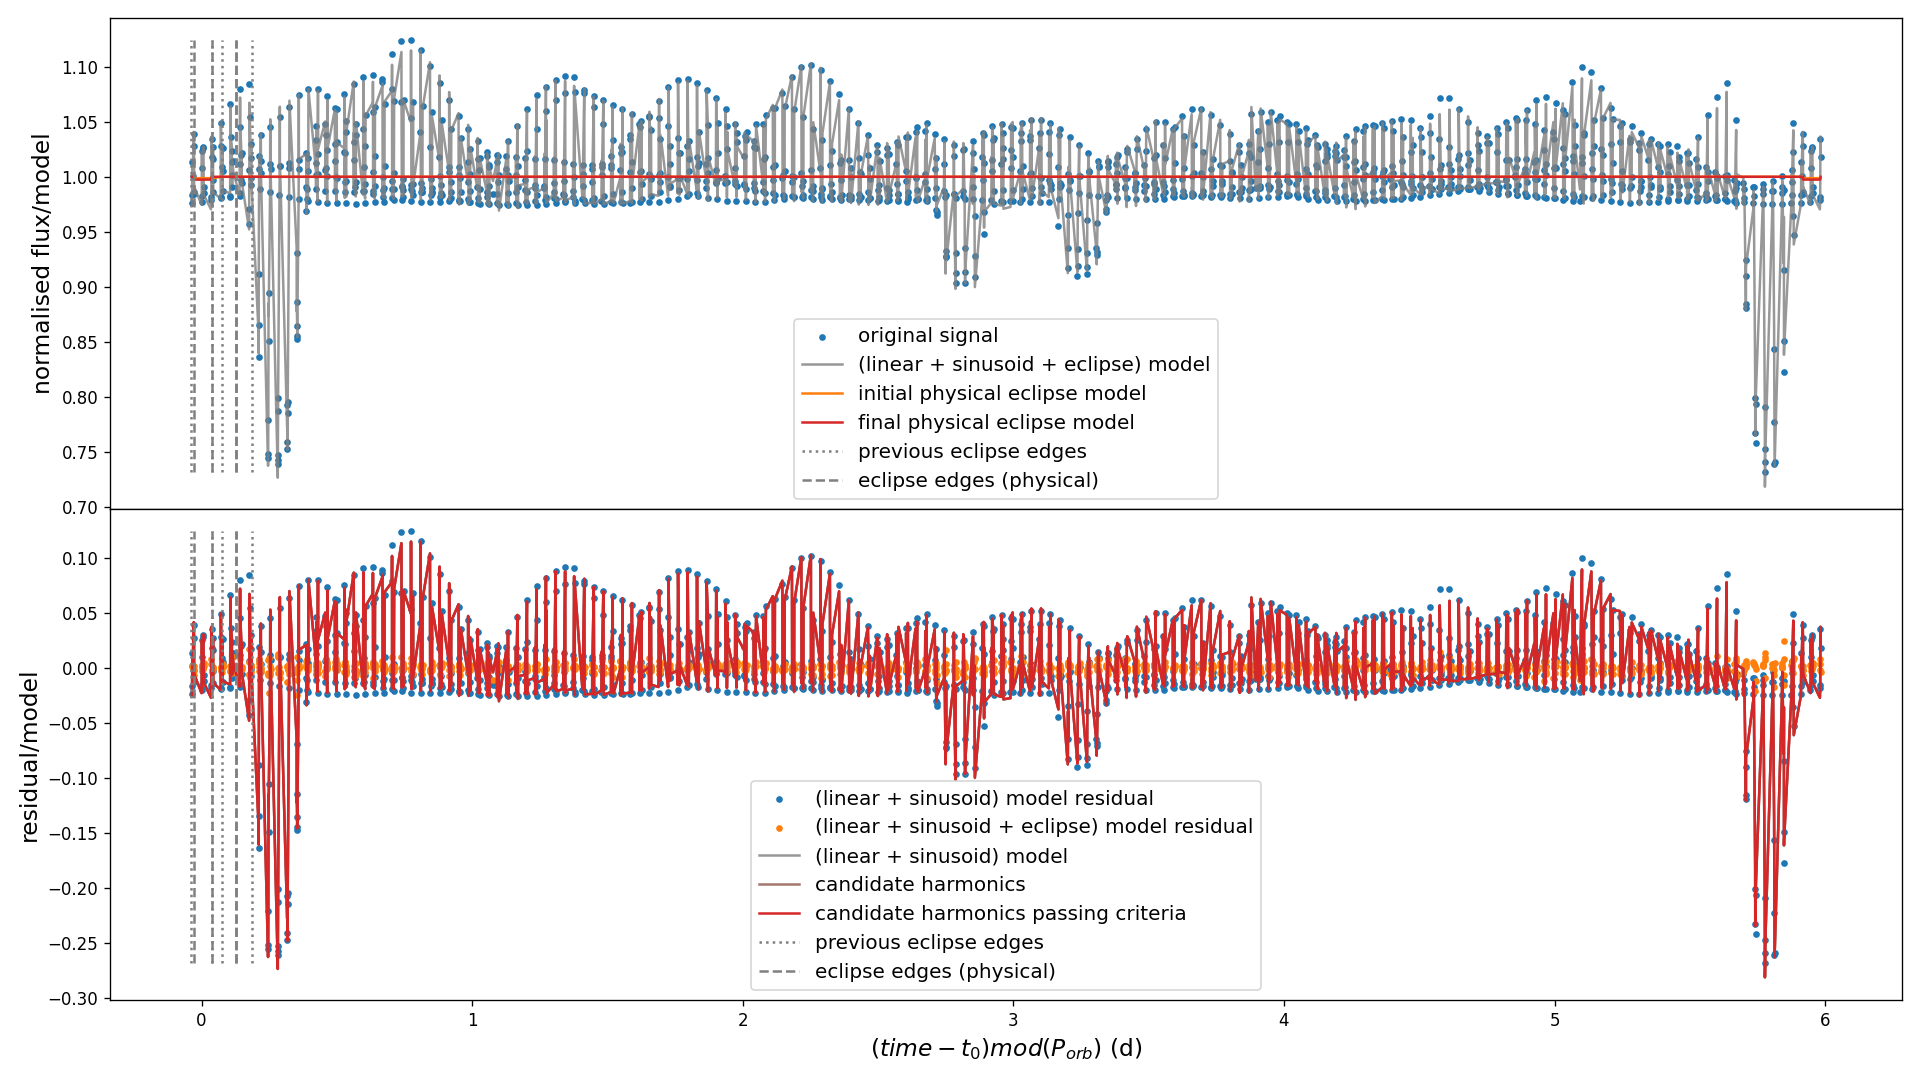 normalised flux/model
1.10
1.05
1.00
0.95
0.90
0.85
0.80
0.75
0.70
original signal
(linear + sinusoid + eclipse) model
initial physical eclipse model
final physical eclipse model
previous eclipse edges
eclipse edges (physical)
residual/model
0.10
0.05
0.00
−0.05
−0.10
−0.15
−0.20
−0.25
−0.30
(linear + sinusoid) model residual
(linear + sinusoid + eclipse) model residual
(linear + sinusoid) model
candidate harmonics
candidate harmonics passing criteria
previous eclipse edges
eclipse edges (physical)
0 1 2 3 4 5 6
(time − t₀)mod(P_orb) (d)